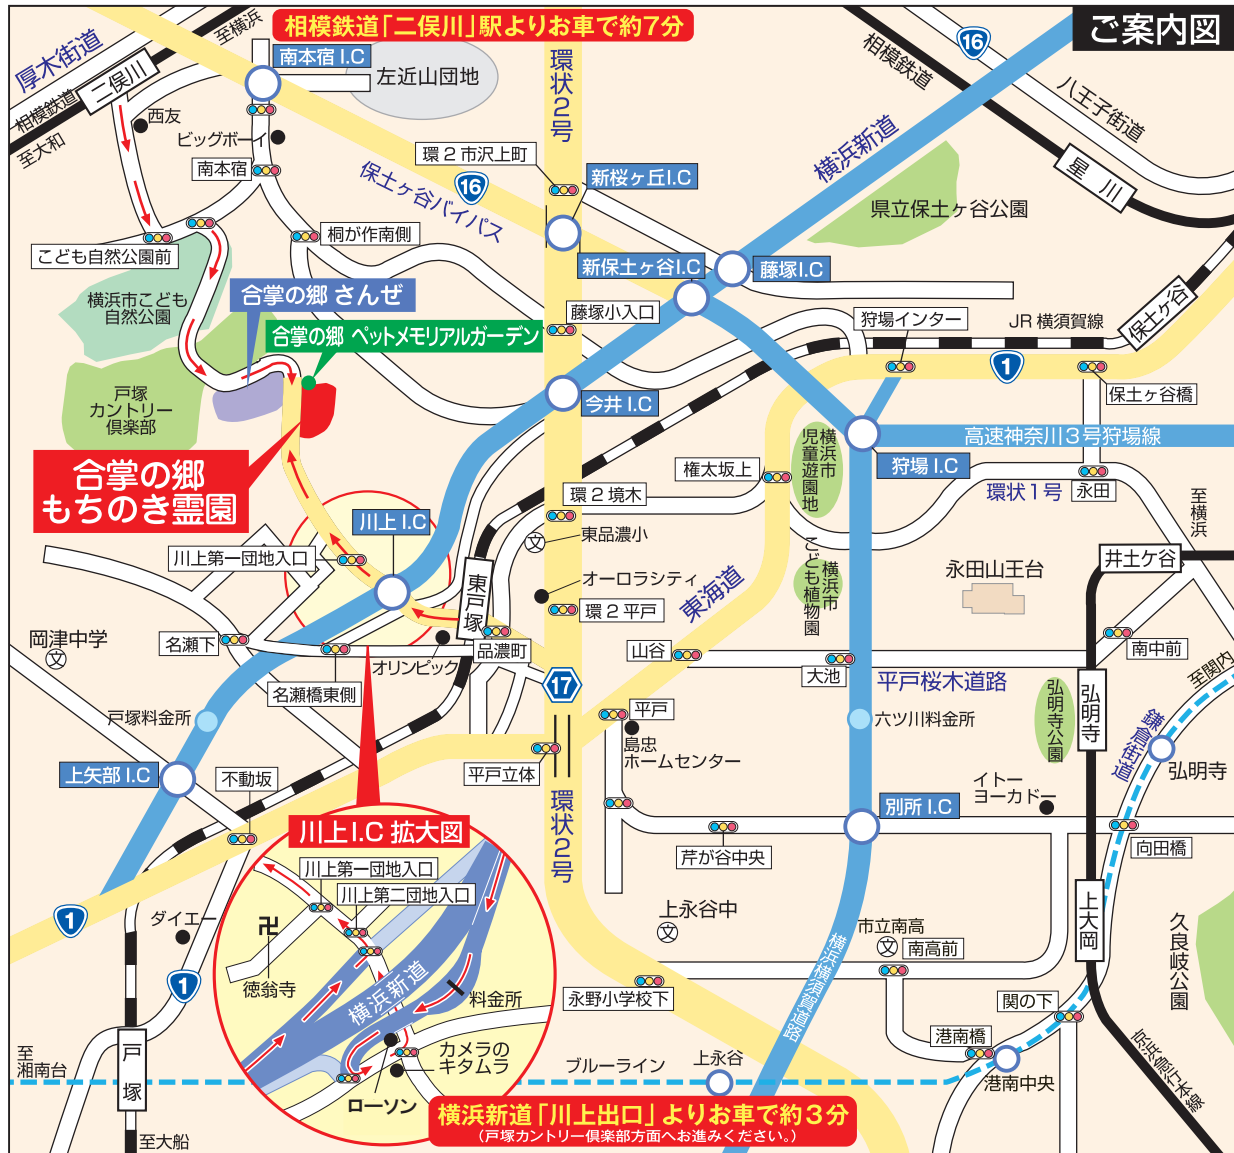 ご案内図
相模鉄道「二俣川」駅よりお車で約7分
厚木街道
至横浜
二俣川
相模鉄道
至大和
西友
ビッグボーイ
南本宿 I.C
左近山団地
南本宿
環状2号
環2市沢上町
16
保土ヶ谷バイパス
新桜ヶ丘I.C
横浜新道
16
相模鉄道
八王子街道
星川
県立保土ヶ谷公園
こども自然公園前
桐が作南側
新保土ヶ谷I.C
藤塚I.C
横浜市こども
自然公園
合掌の郷 さんぜ
合掌の郷 ペットメモリアルガーデン
藤塚小入口
狩場インター
JR横須賀線
保土ヶ谷
1
保土ヶ谷橋
戸塚
カントリー
倶楽部
今井 I.C
合掌の郷
もちのき霊園
高速神奈川3号狩場線
狩場 I.C
横浜市
児童遊園地
権太坂上
環状1号
永田
至横浜
環2境木
川上 I.C
東品濃小
文
川上第一団地入口
東戸塚
オーロラシティ
環2平戸
東海道
横浜市
こども植物園
永田山王台
井土ケ谷
岡津中学
文
名瀬下
オリンピック
品濃町
名瀬橋東側
17
山谷
大池
平戸桜木道路
南中前
至関内
弘明寺公園
弘明寺
鎌倉街道
弘明寺
戸塚料金所
平戸
島忠
ホームセンター
六ツ川料金所
上矢部 I.C
不動坂
平戸立体
環状2号
イトー
ヨーカドー
別所 I.C
芹が谷中央
向田橋
川上I.C 拡大図
川上第一団地入口
川上第二団地入口
卍
徳翁寺
横浜新道
料金所
カメラの
キタムラ
ローソン
1
ダイエー
1
上永谷中
文
市立南高
文
南高前
上大岡
久良岐公園
横浜横須賀道路
永野小学校下
関の下
港南橋
港南中央
戸塚
至
湘南台
至大船
ブルーライン
上永谷
京浜急行本線
横浜新道「川上出口」よりお車で約3分
(戸塚カントリー倶楽部方面へお進みください。)